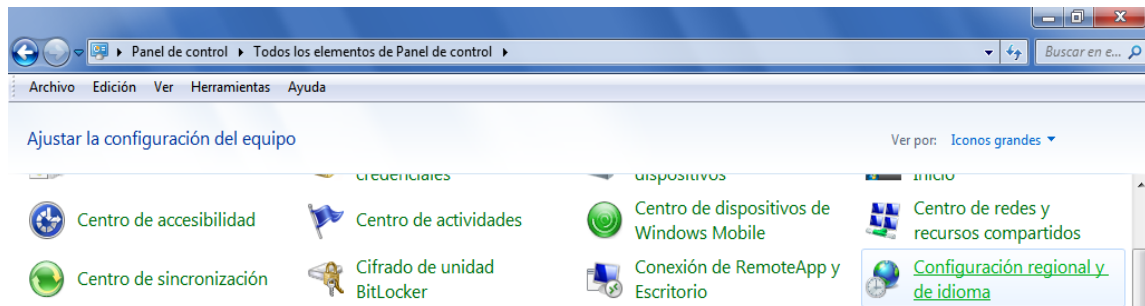 Panel de control ▸ Todos los elementos de Panel de control ▸
Buscar en e...
Archivo Edición Ver Herramientas Ayuda
Ajustar la configuración del equipo
Ver por: Iconos grandes
credenciales
dispositivos
Inicio
Centro de accesibilidad
Centro de actividades
Centro de dispositivos de
Windows Mobile
Centro de redes y
recursos compartidos
Centro de sincronización
Cifrado de unidad
BitLocker
Conexión de RemoteApp y
Escritorio
Configuración regional y
de idioma